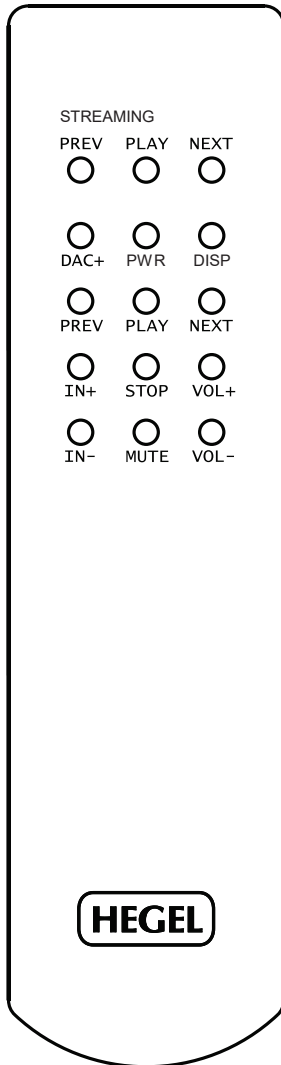 STREAMING
PREV PLAY NEXT
DAC+ PWR DISP
PREV PLAY NEXT
IN+ STOP VOL+
IN- MUTE VOL-
HEGEL